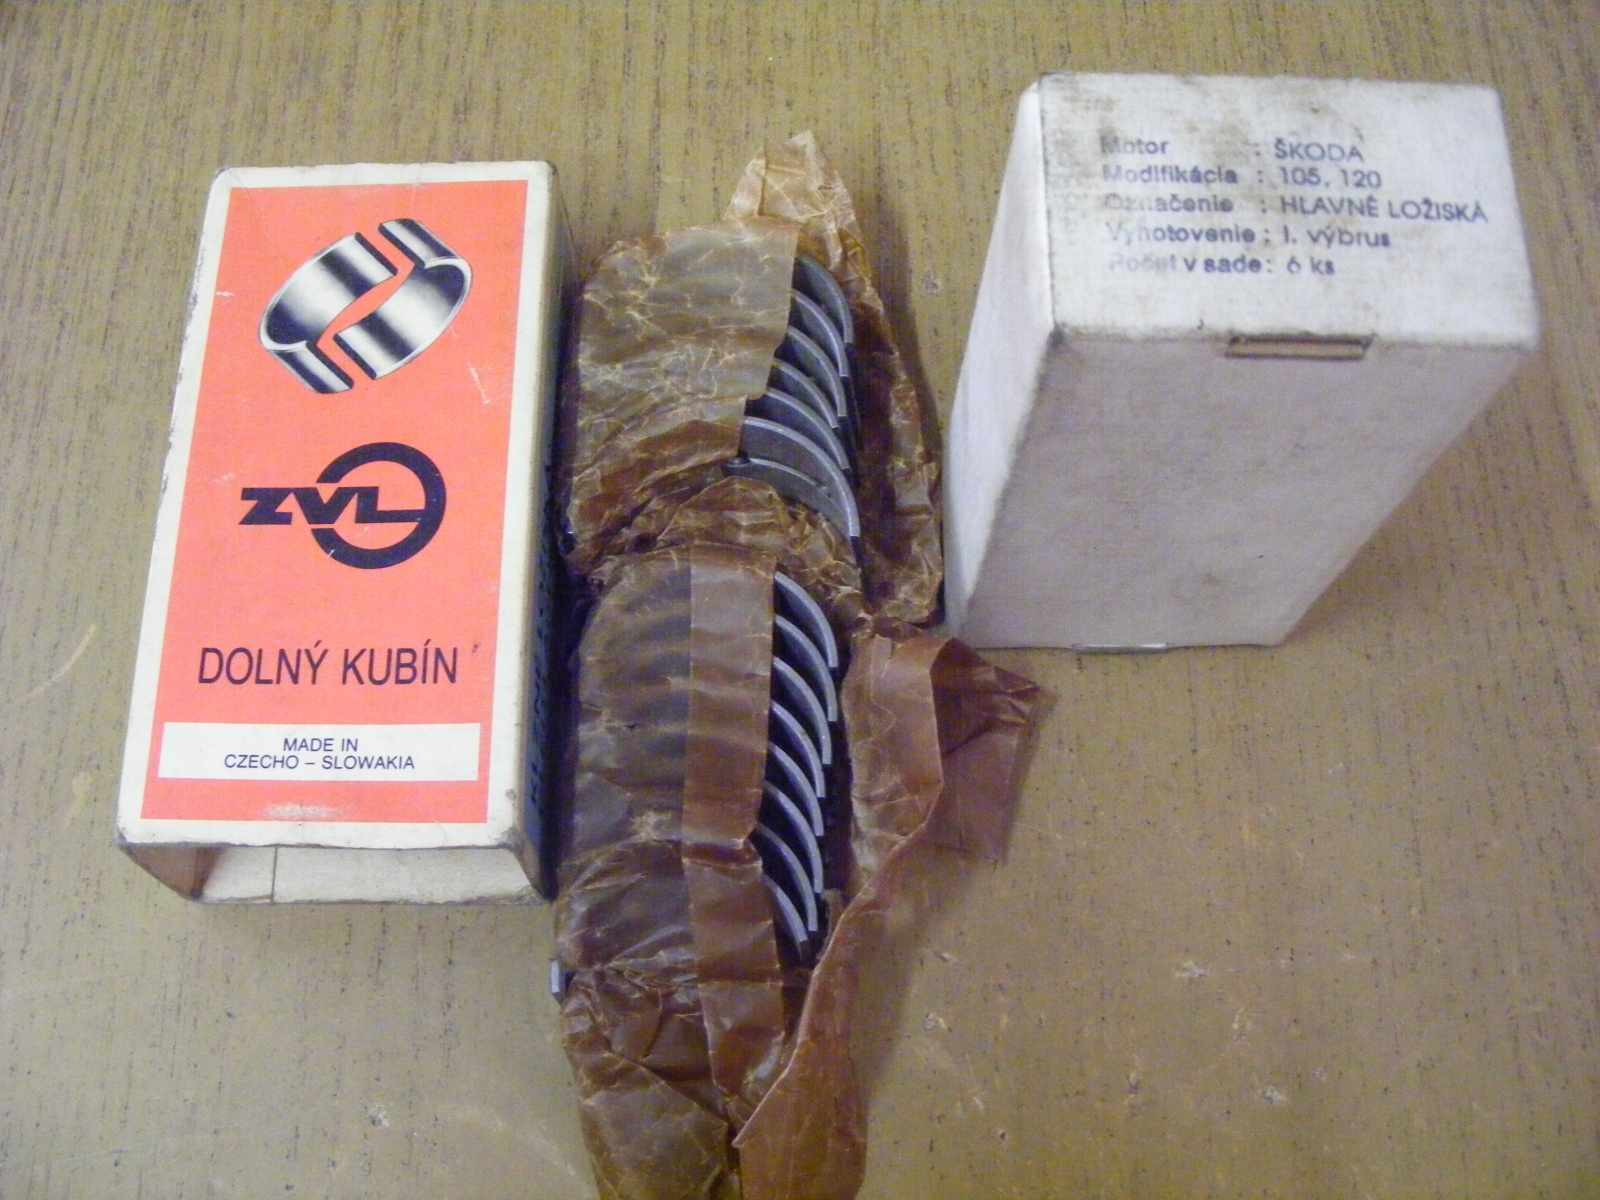 ZVL
DOLNÝ KUBÍN
MADE IN
CZECHO – SLOWAKIA
Motor : ŠKODA
Modifikácia : 105, 120
Označenie : HLAVNÉ LOŽISKÁ
Vyhotovenie : I. výbrus
Počet v sade : 6 ks